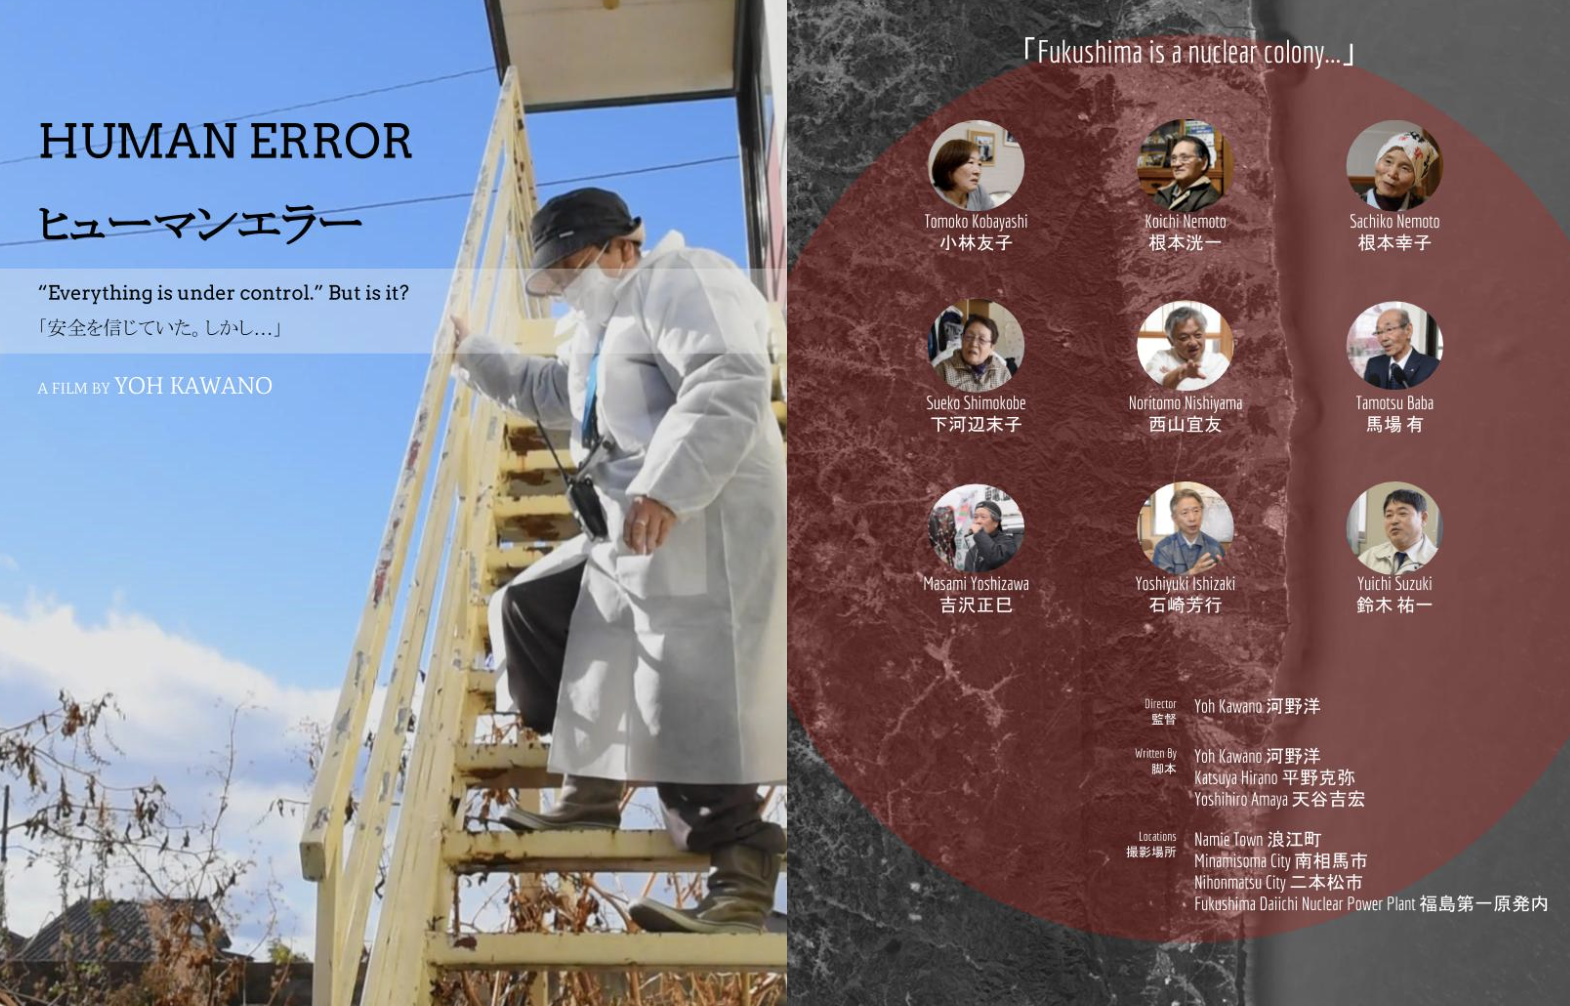 HUMAN ERROR
ヒューマンエラー
“Everything is under control.” But is it?
「安全を信じていた。しかし...」
A FILM BY YOH KAWANO
「Fukushima is a nuclear colony...」
Tomoko Kobayashi
小林友子
Koichi Nemoto
根本洸一
Sachiko Nemoto
根本幸子
Sueko Shimokobe
下河辺末子
Noritomo Nishiyama
西山宜友
Tamotsu Baba
馬場 有
Masami Yoshizawa
吉沢正巳
Yoshiyuki Ishizaki
石崎芳行
Yuichi Suzuki
鈴木 祐一
Director
監督
Yoh Kawano 河野洋
Written By
脚本
Yoh Kawano 河野洋
Katsuya Hirano 平野克弥
Yoshihiro Amaya 天谷吉宏
Locations
撮影場所
Namie Town 浪江町
Minamisoma City 南相馬市
Nihonmatsu City 二本松市
Fukushima Daiichi Nuclear Power Plant 福島第一原発内